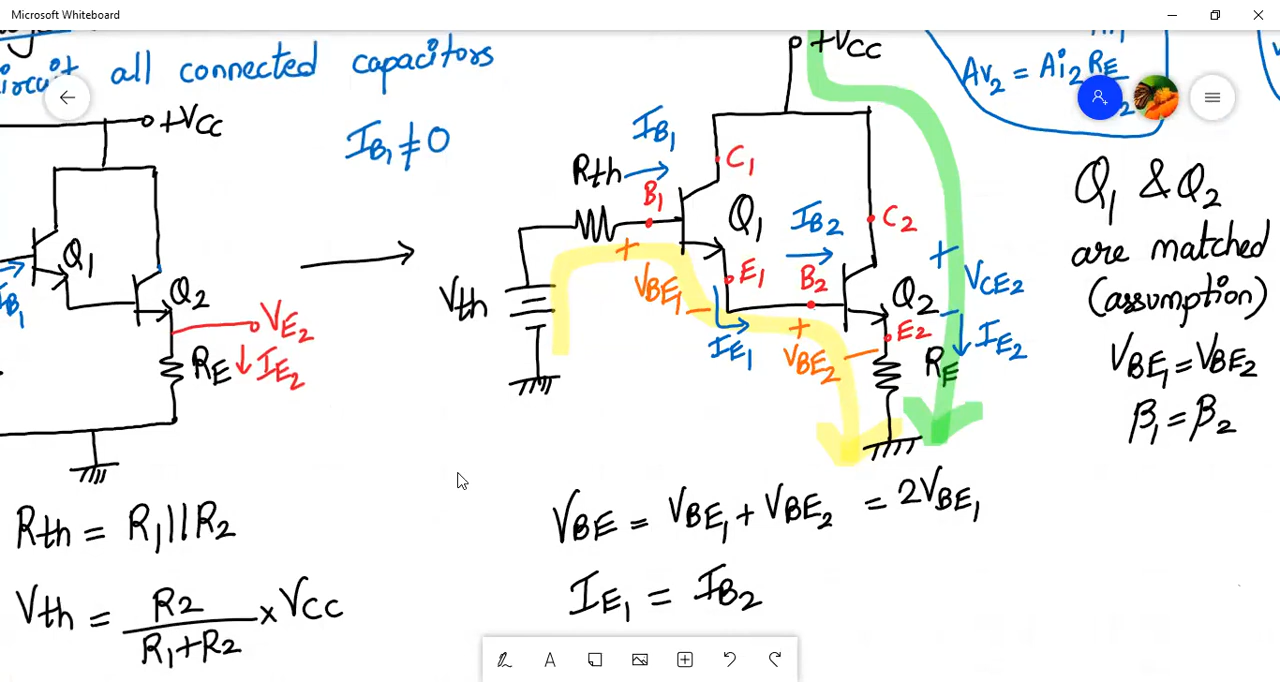 Microsoft Whiteboard
circuit all connected capacitors
+VCC
IB1 ≠ 0
Q1
Q2
IB1
VE2
RE
IE2
Rth = R1||R2
Vth = R2/(R1+R2) × VCC
+VCC
IB1
Rth
B1
C1
Q1
IB2
C2
Vth
+
VBE1
−
E1
B2
Q2
+
VCE2
−
IE1
+
VBE2
−
E2
RE
IE2
VBE = VBE1 + VBE2 = 2VBE1
IE1 = IB2
AV2 = Ai2 RE
2
Q1 & Q2
are matched
(assumption)
VBE1 = VBE2
β1 = β2
A